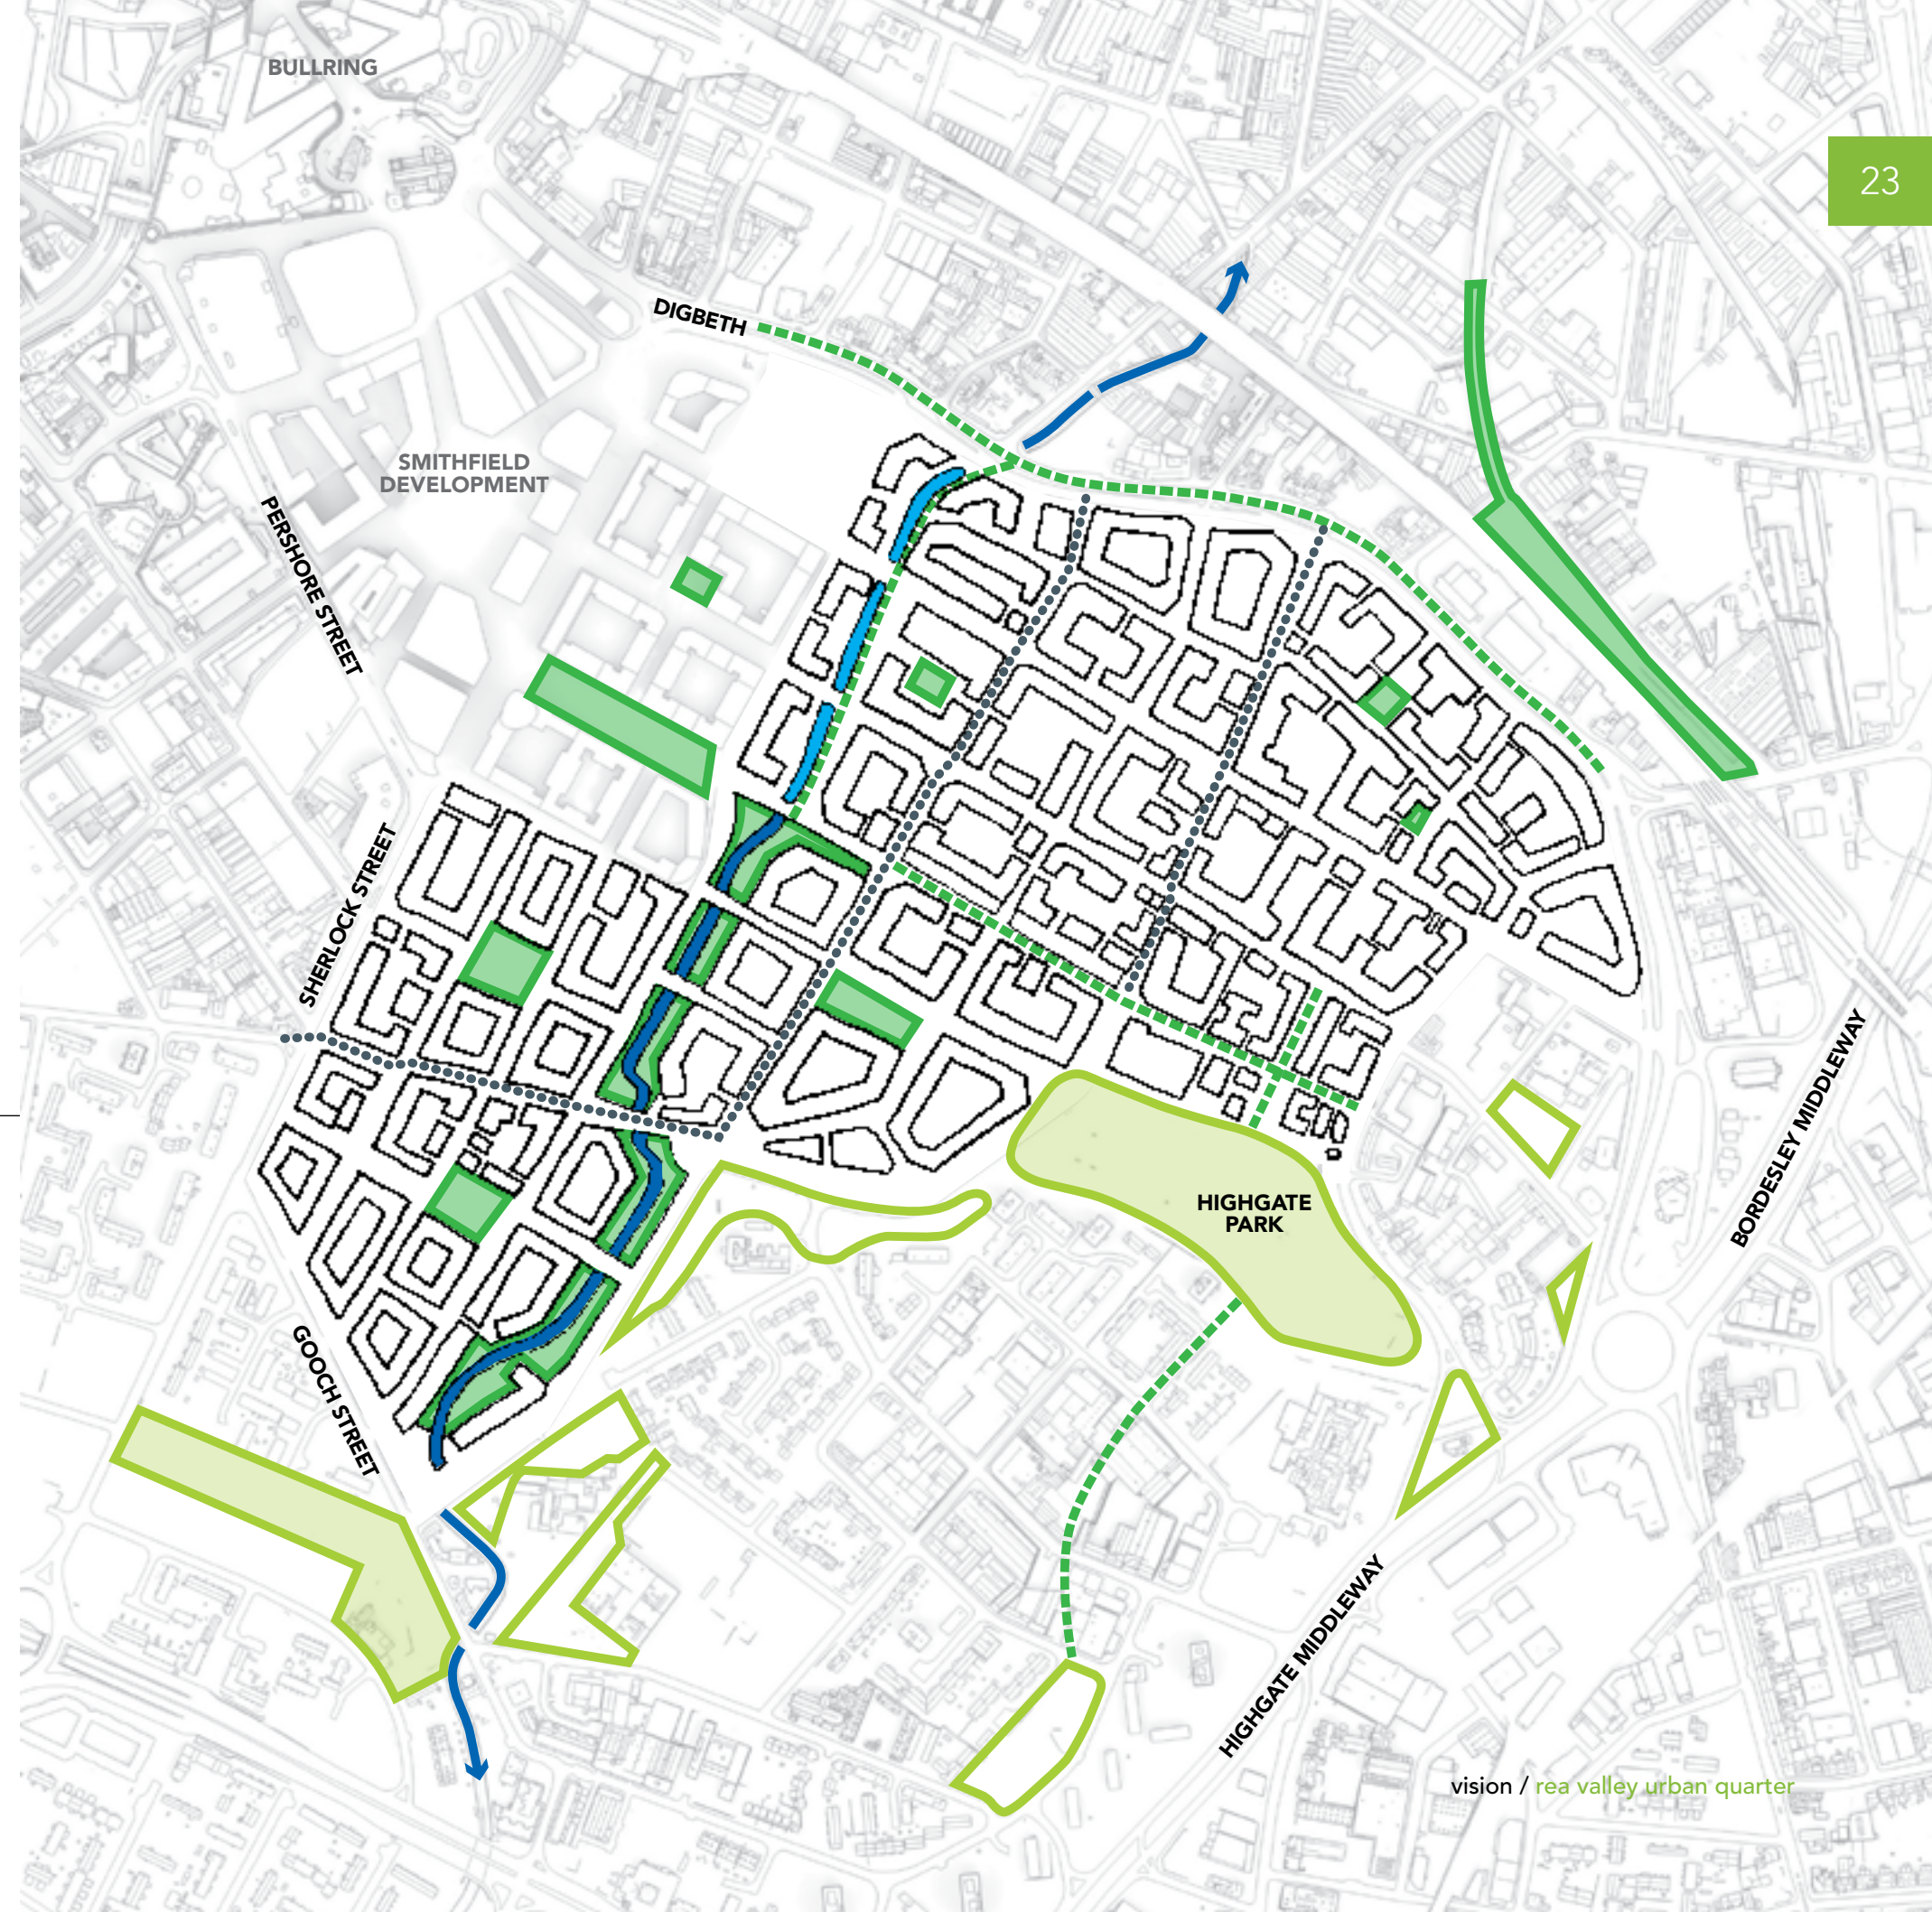 BULLRING
23
DIGBETH
SMITHFIELD
DEVELOPMENT
PERSHORE STREET
SHERLOCK STREET
BORDESLEY MIDDLEWAY
HIGHGATE
PARK
GOOCH STREET
HIGHGATE MIDDLEWAY
vision / rea valley urban quarter